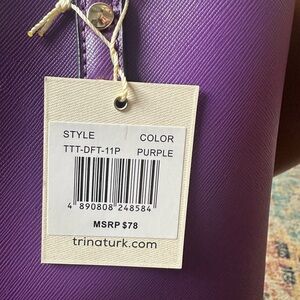 STYLE COLOR
TTT-DFT-11P PURPLE
4 890808 248584
MSRP $78
trinaturk.com